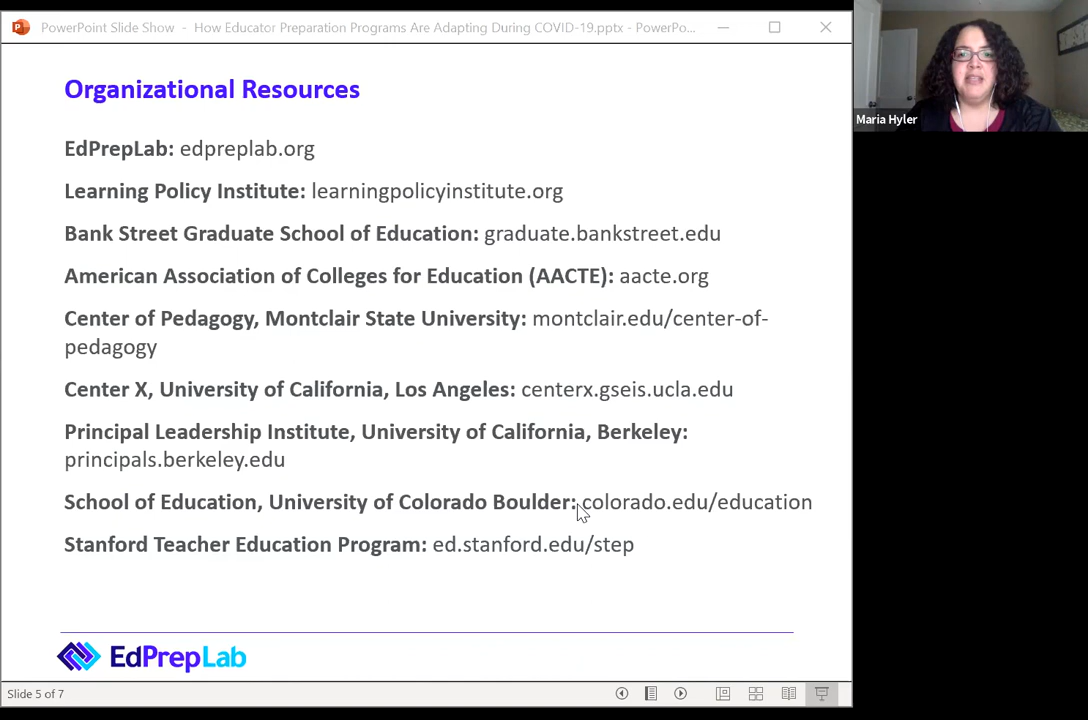 PowerPoint Slide Show - How Educator Preparation Programs Are Adapting During COVID-19.pptx - PowerPo...
Maria Hyler
Organizational Resources
EdPrepLab: edpreplab.org
Learning Policy Institute: learningpolicyinstitute.org
Bank Street Graduate School of Education: graduate.bankstreet.edu
American Association of Colleges for Education (AACTE): aacte.org
Center of Pedagogy, Montclair State University: montclair.edu/center-of-
pedagogy
Center X, University of California, Los Angeles: centerx.gseis.ucla.edu
Principal Leadership Institute, University of California, Berkeley:
principals.berkeley.edu
School of Education, University of Colorado Boulder: colorado.edu/education
Stanford Teacher Education Program: ed.stanford.edu/step
EdPrepLab
Slide 5 of 7